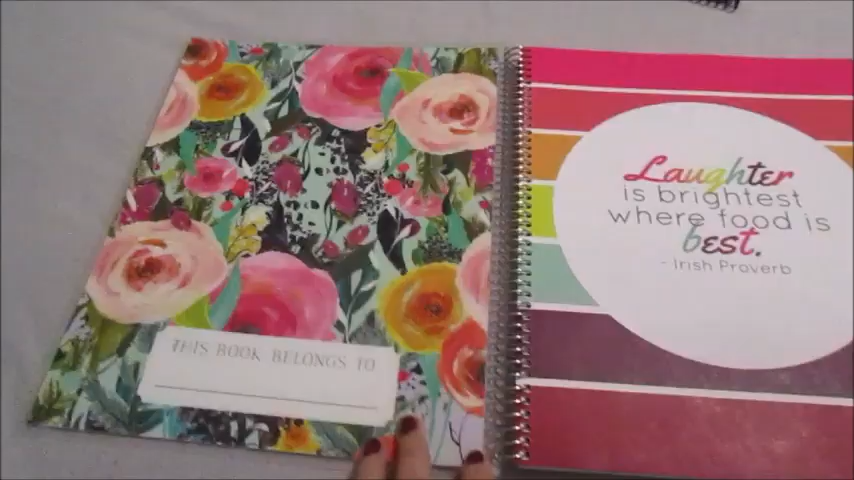 THIS BOOK BELONGS TO
Laughter
is brightest
where food is
best.
- Irish Proverb